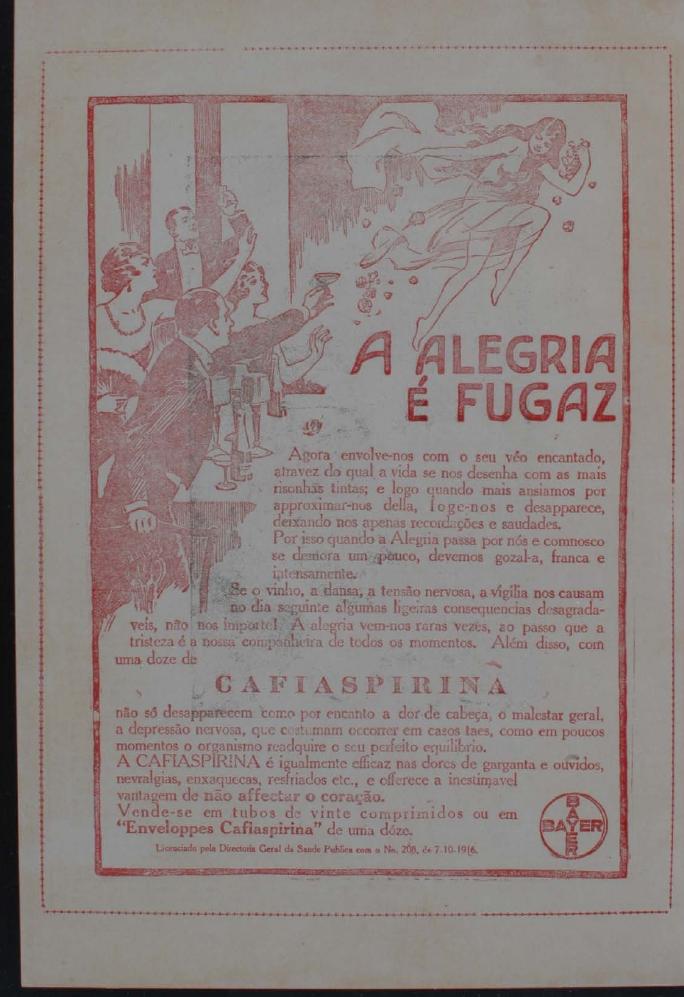 A ALEGRIA
É FUGAZ
Agora envolve-nos com o seu véo encantado,
atravez do qual a vida se nos desenha com as mais
risonhas tintas; e logo quando mais ansiamos por
approximar-nos della, foge-nos e desapparece,
deixando nos apenas recordações e saudades.
Por isso quando a Alegria passa por nós e comnosco
se demora um pouco, devemos gozal-a, franca e
intensamente.
Se o vinho, a dansa, a tensão nervosa, a vigilia nos causam
no dia seguinte algumas ligeiras consequencias desagrada-
veis, não nos importe!. A alegria vem-nos raras vezes, ao passo que a
tristeza é a nossa companheira de todos os momentos. Além disso, com
uma doze de
CAFIASPIRINA
não só desapparecem como por encanto a dor de cabeça, o malestar geral,
a depressão nervosa, que costumam occorrer em casos taes, como em poucos
momentos o organismo readquire o seu perfeito equilibrio.
A CAFIASPIRINA é igualmente efficaz nas dores de garganta e ouvidos,
nevralgias, enxaquecas, resfriados etc., e offerece a inestimavel
vantagem de não affectar o coração.
Vende-se em tubos de vinte comprimidos ou em
“Enveloppes Cafiaspirina” de uma dóze.
BAYER
BAYER
Licenciado pela Directoria Geral da Saude Publica com o No. 208, de 7-10-1916.